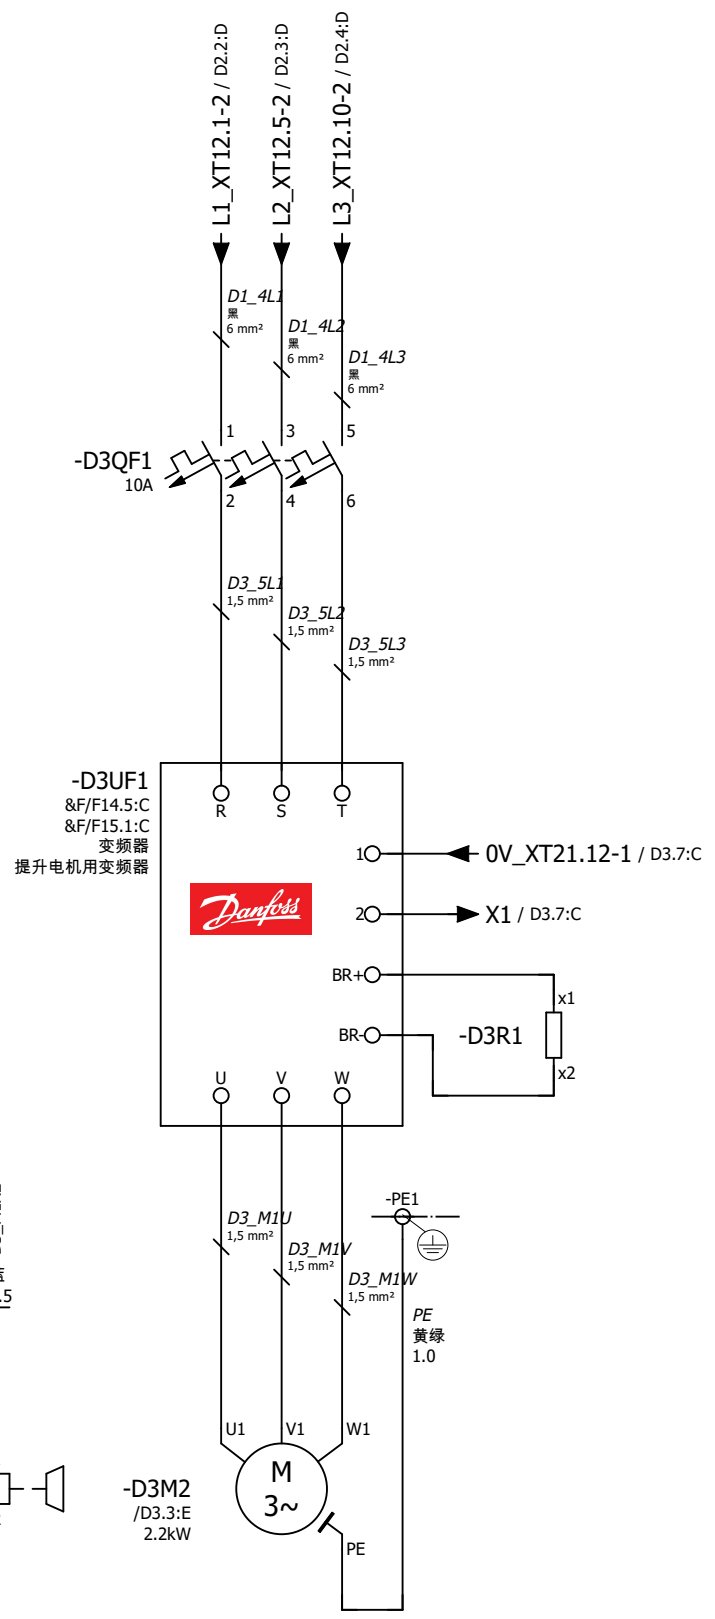 L1_XT12.1-2 / D2.2:D
L2_XT12.5-2 / D2.3:D
L3_XT12.10-2 / D2.4:D
D1_4L1
黑
6 mm²
D1_4L2
黑
6 mm²
D1_4L3
黑
6 mm²
1
3
5
-D3QF1
10A
2
4
6
D3_5L1
1,5 mm²
D3_5L2
1,5 mm²
D3_5L3
1,5 mm²
-D3UF1
&F/F14.5:C
&F/F15.1:C
变频器
提升电机用变频器
R
S
T
1
0V_XT21.12-1 / D3.7:C
Danfoss
2
X1 / D3.7:C
BR+
x1
BR-
-D3R1
x2
U
V
W
-PE1
D3_M1U
1,5 mm²
D3_M1V
1,5 mm²
D3_M1W
1,5 mm²
.5
PE
黄绿
1.0
U1
V1
W1
-D3M2
/D3.3:E
2.2kW
M
3~
PE